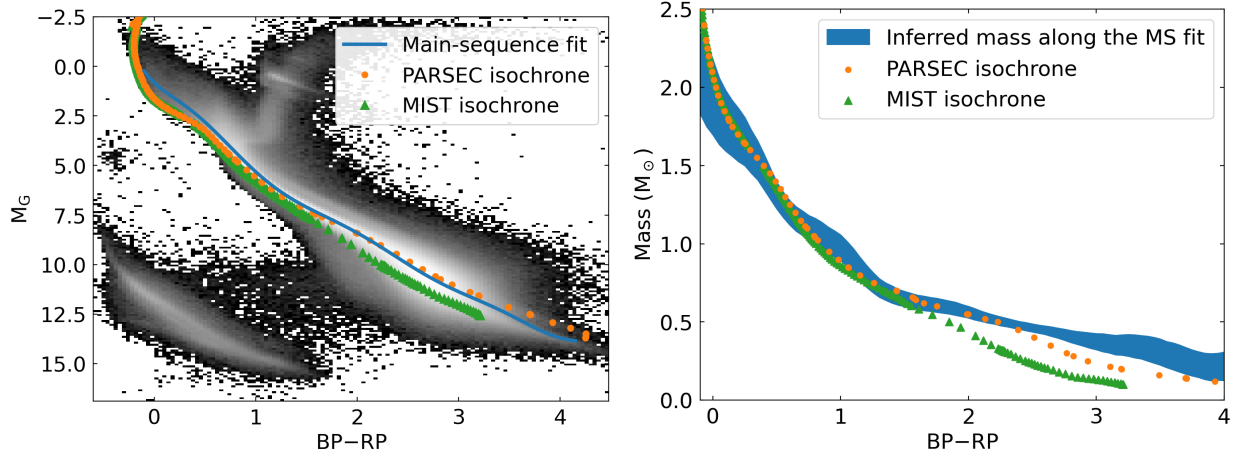 −2.5
0.0
2.5
5.0
7.5
10.0
12.5
15.0
M_G
0 1 2 3 4
BP−RP
Main-sequence fit
PARSEC isochrone
MIST isochrone
2.5
2.0
1.5
1.0
0.5
0.0
Mass (M_⊙)
0 1 2 3 4
BP−RP
Inferred mass along the MS fit
PARSEC isochrone
MIST isochrone